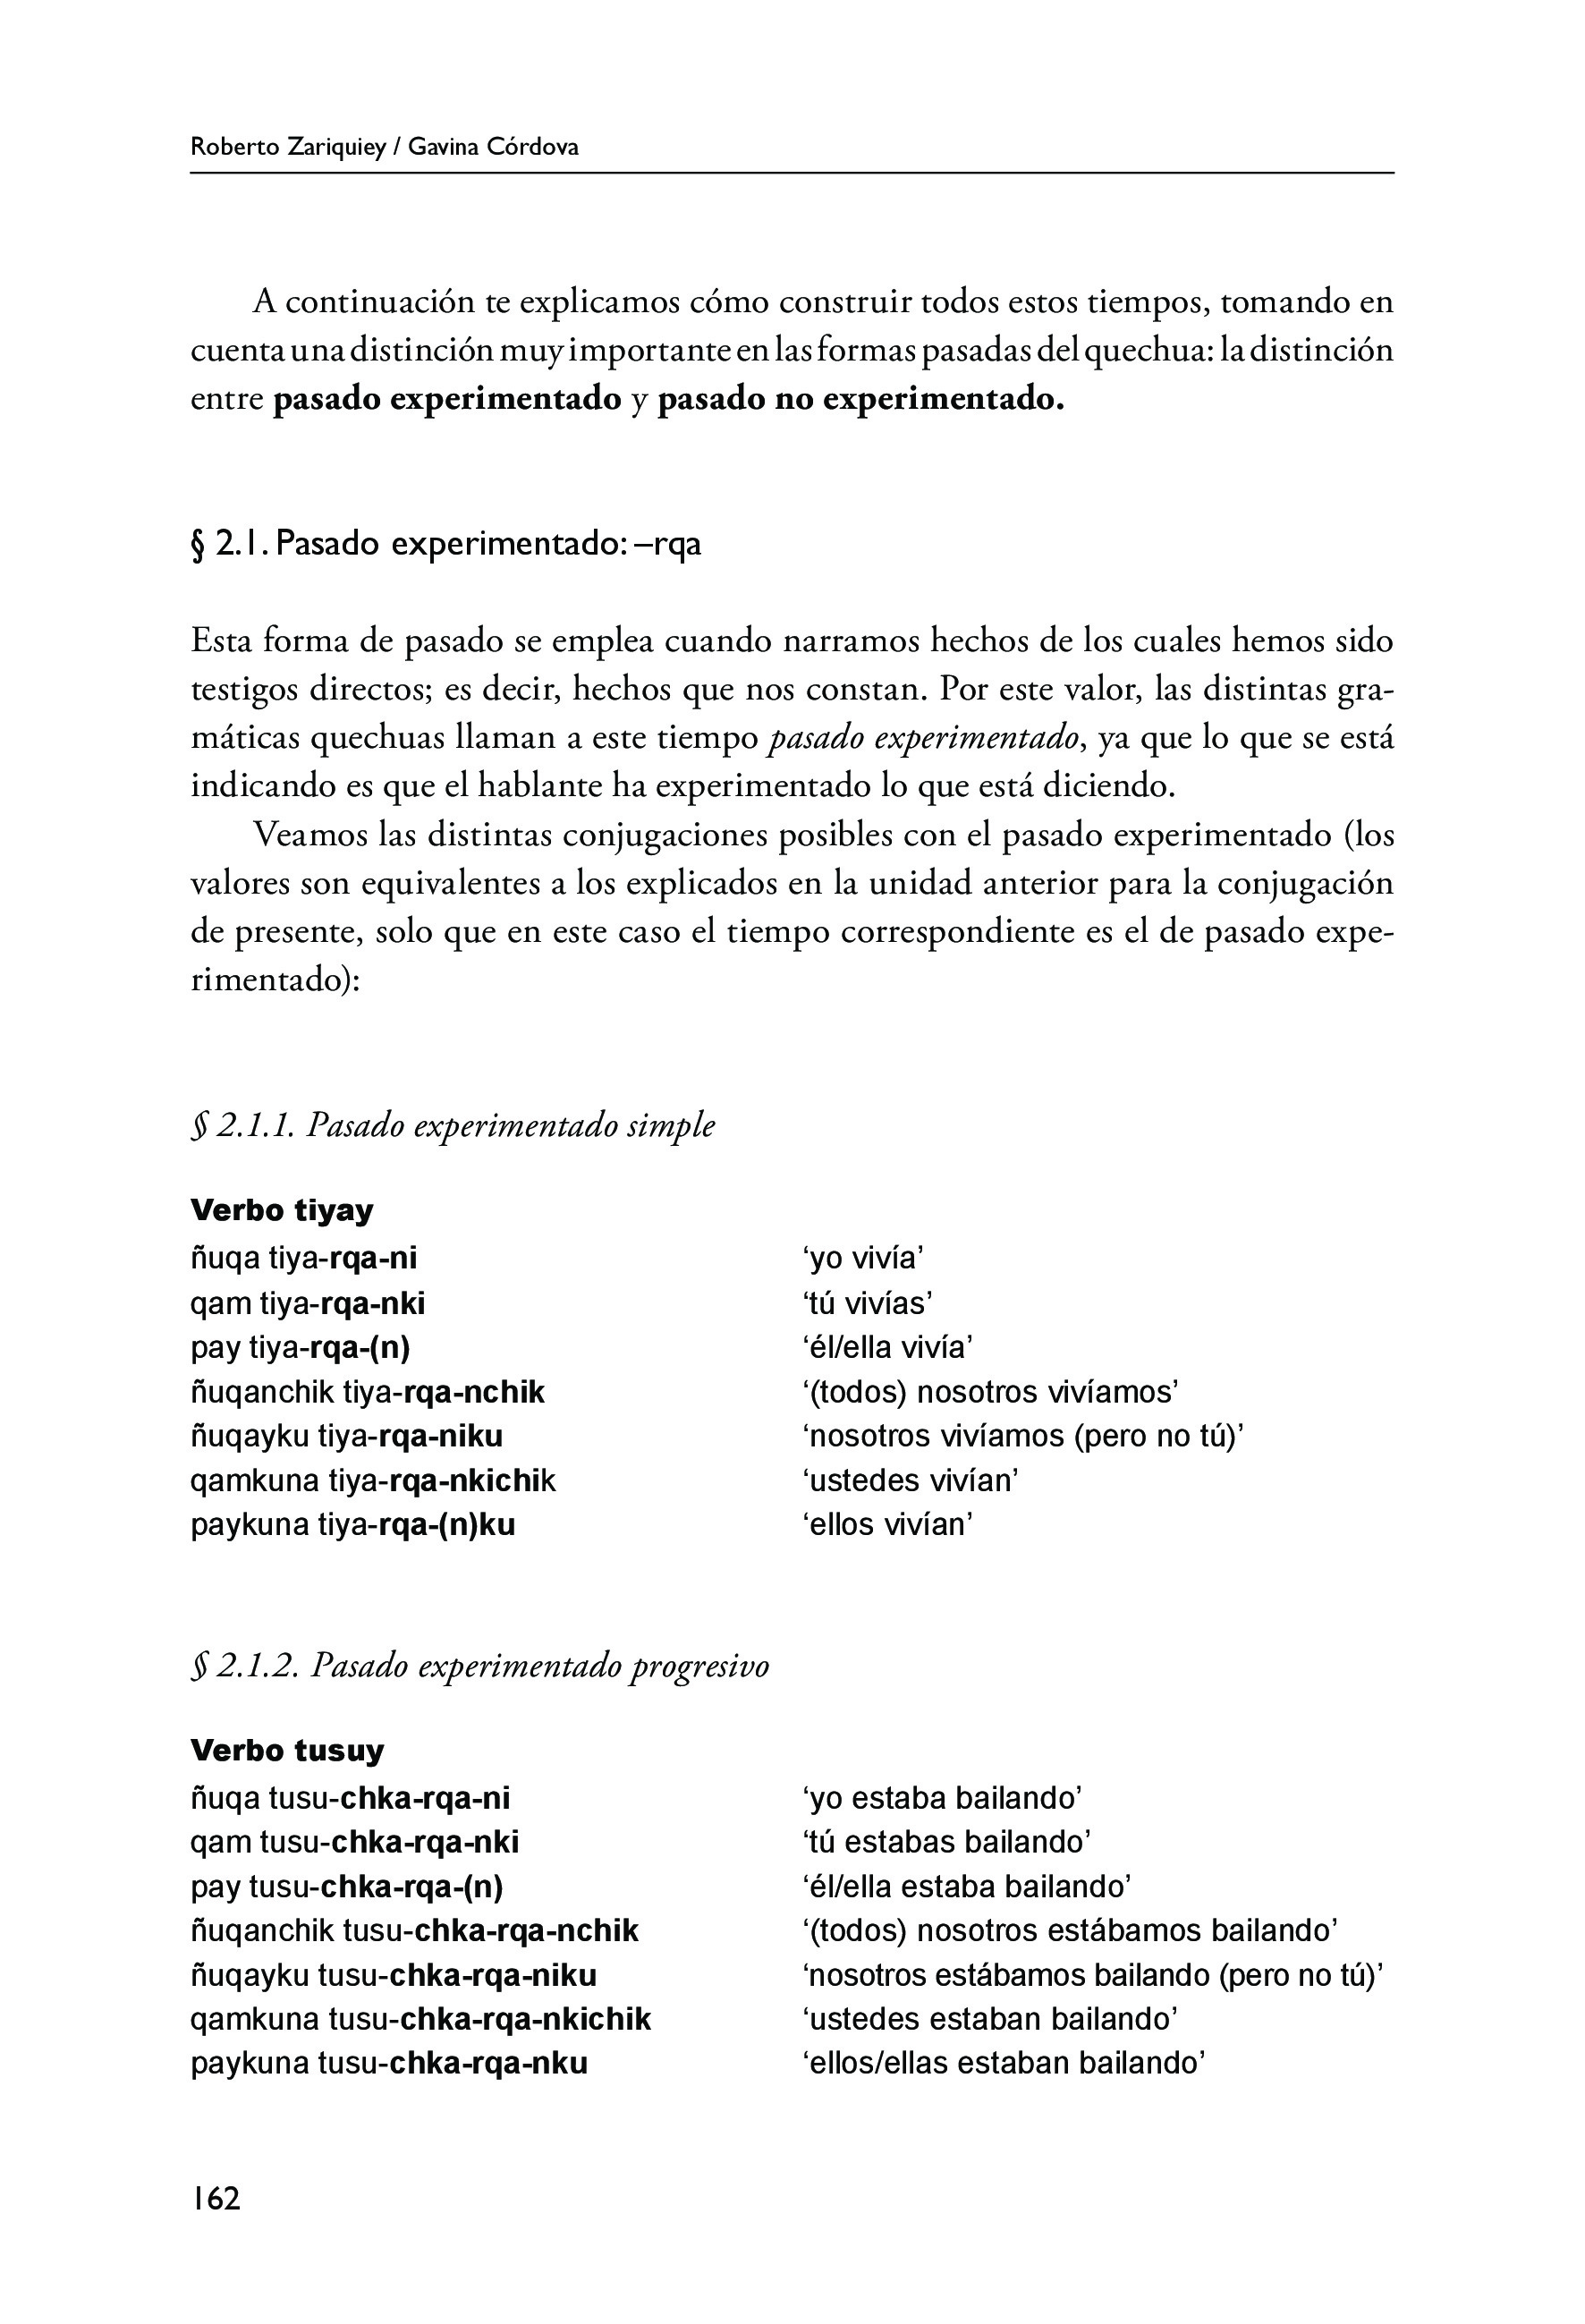 Roberto Zariquiey / Gavina Córdova
A continuación te explicamos cómo construir todos estos tiempos, tomando en
cuenta una distinción muy importante en las formas pasadas del quechua: la distinción
entre pasado experimentado y pasado no experimentado.
§ 2.1. Pasado experimentado: –rqa
Esta forma de pasado se emplea cuando narramos hechos de los cuales hemos sido
testigos directos; es decir, hechos que nos constan. Por este valor, las distintas gra-
máticas quechuas llaman a este tiempo pasado experimentado, ya que lo que se está
indicando es que el hablante ha experimentado lo que está diciendo.
Veamos las distintas conjugaciones posibles con el pasado experimentado (los
valores son equivalentes a los explicados en la unidad anterior para la conjugación
de presente, solo que en este caso el tiempo correspondiente es el de pasado expe-
rimentado):
§ 2.1.1. Pasado experimentado simple
Verbo tiyay
ñuqa tiya-rqa-ni ‘yo vivía’
qam tiya-rqa-nki ‘tú vivías’
pay tiya-rqa-(n) ‘él/ella vivía’
ñuqanchik tiya-rqa-nchik ‘(todos) nosotros vivíamos’
ñuqayku tiya-rqa-niku ‘nosotros vivíamos (pero no tú)’
qamkuna tiya-rqa-nkichik ‘ustedes vivían’
paykuna tiya-rqa-(n)ku ‘ellos vivían’
§ 2.1.2. Pasado experimentado progresivo
Verbo tusuy
ñuqa tusu-chka-rqa-ni ‘yo estaba bailando’
qam tusu-chka-rqa-nki ‘tú estabas bailando’
pay tusu-chka-rqa-(n) ‘él/ella estaba bailando’
ñuqanchik tusu-chka-rqa-nchik ‘(todos) nosotros estábamos bailando’
ñuqayku tusu-chka-rqa-niku ‘nosotros estábamos bailando (pero no tú)’
qamkuna tusu-chka-rqa-nkichik ‘ustedes estaban bailando’
paykuna tusu-chka-rqa-nku ‘ellos/ellas estaban bailando’
162